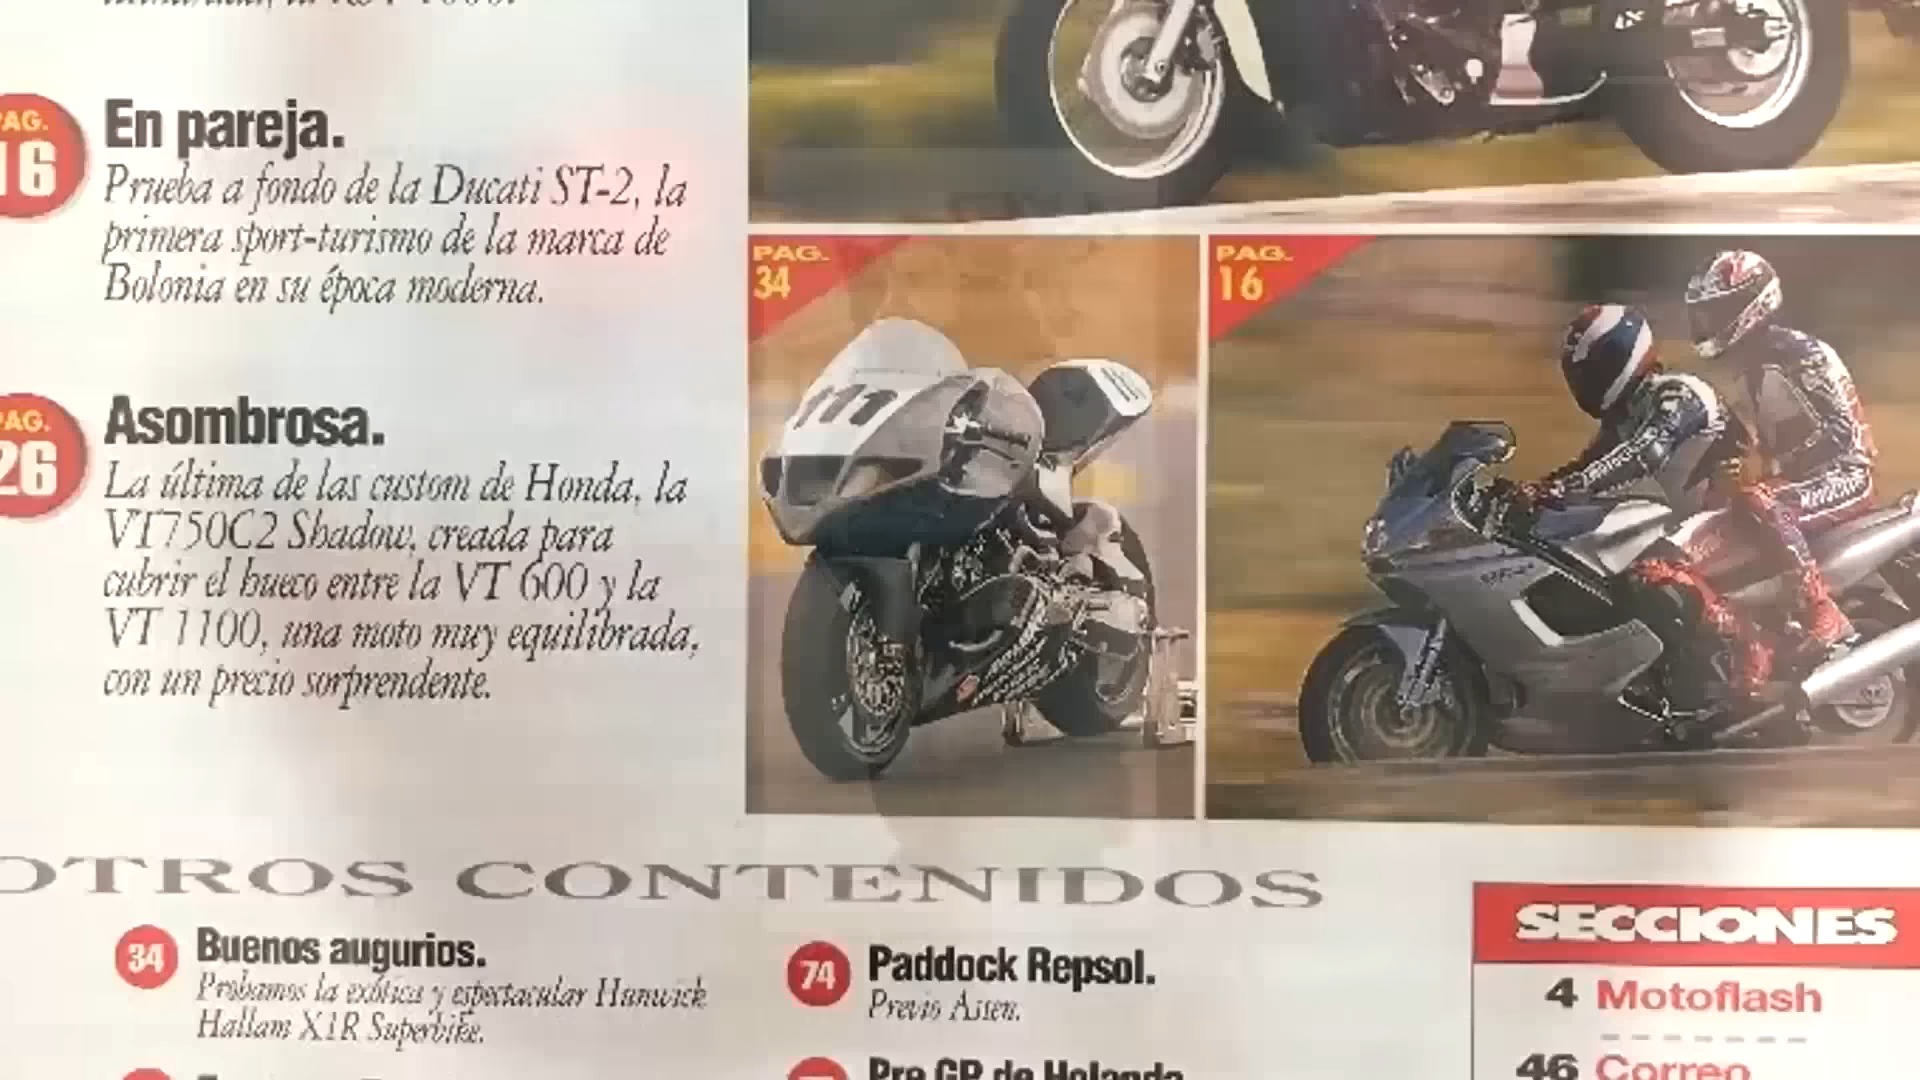 PAG.
16
En pareja.
Prueba a fondo de la Ducati ST-2, la
primera sport-turismo de la marca de
Bolonia en su época moderna.
PAG.
26
Asombrosa.
La última de las custom de Honda, la
VT750C2 Shadow, creada para
cubrir el hueco entre la VT 600 y la
VT 1100, una moto muy equilibrada,
con un precio sorprendente.
PAG.
34
111
PAG.
16
OTROS CONTENIDOS
34 Buenos augurios.
Probamos la exótica y espectacular Harwick
Hallam X1R Superbike.
74 Paddock Repsol.
Previo Assen.
Pre GP de Holanda
SECCIONES
4 Motoflash
46 Correo